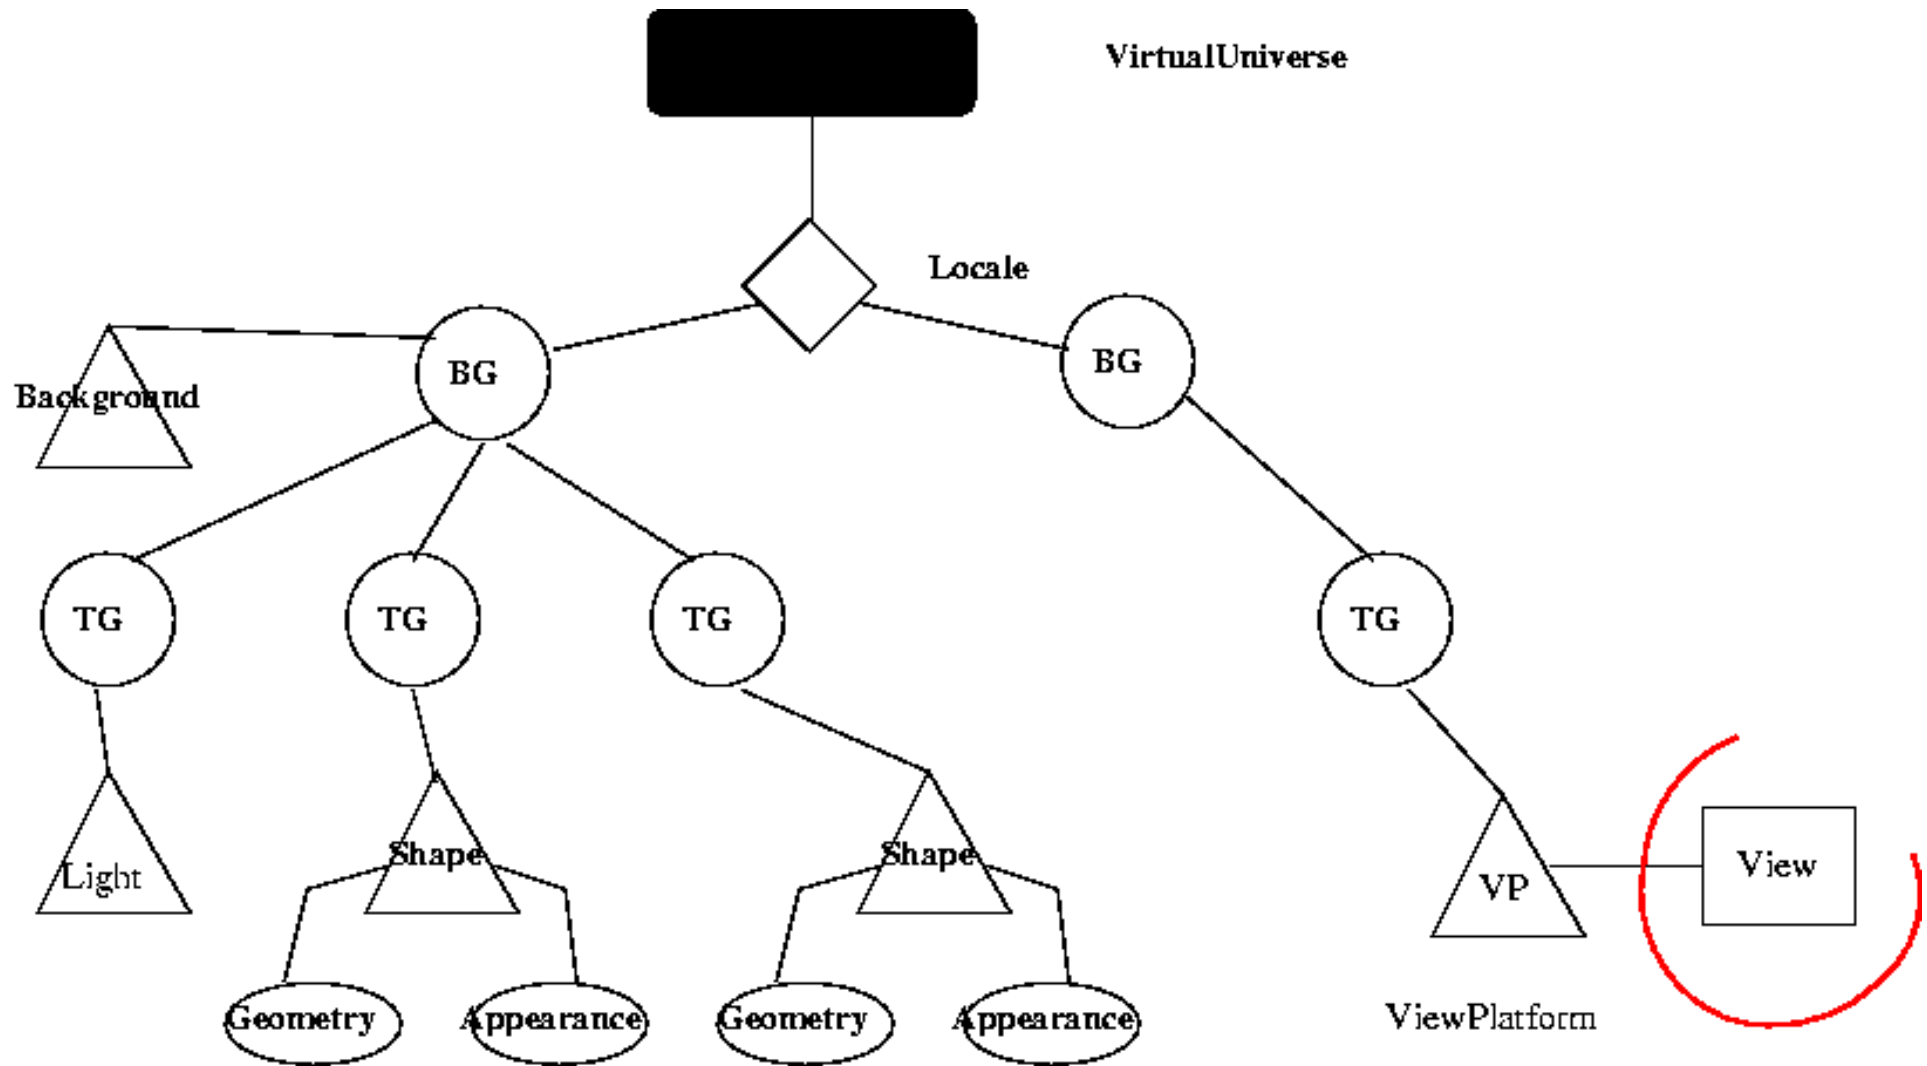 VirtualUniverse
Locale
BG
BG
Background
TG
TG
TG
TG
Light
Shape
Shape
VP
View
Geometry
Appearance
Geometry
Appearance
ViewPlatform